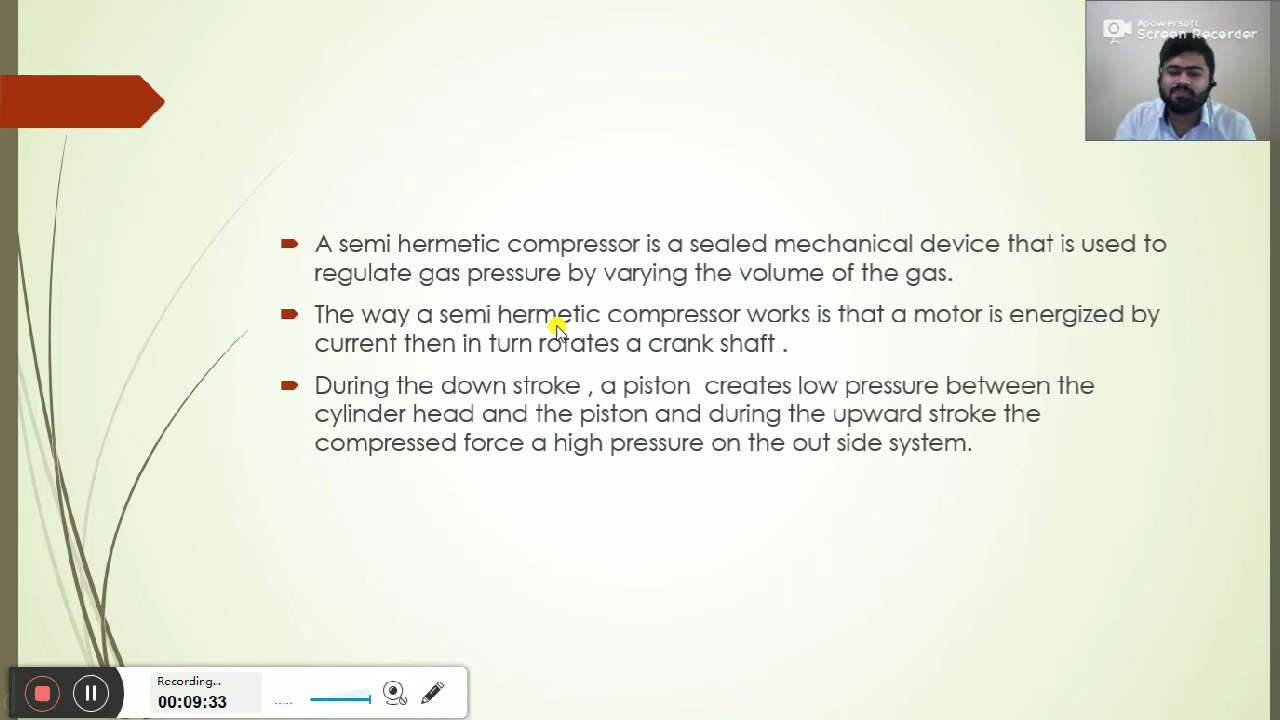 Apowersoft
Screen Recorder
A semi hermetic compressor is a sealed mechanical device that is used to
regulate gas pressure by varying the volume of the gas.
The way a semi hermetic compressor works is that a motor is energized by
current then in turn rotates a crank shaft .
During the down stroke , a piston  creates low pressure between the
cylinder head and the piston and during the upward stroke the
compressed force a high pressure on the out side system.
Recording...
00:09:33